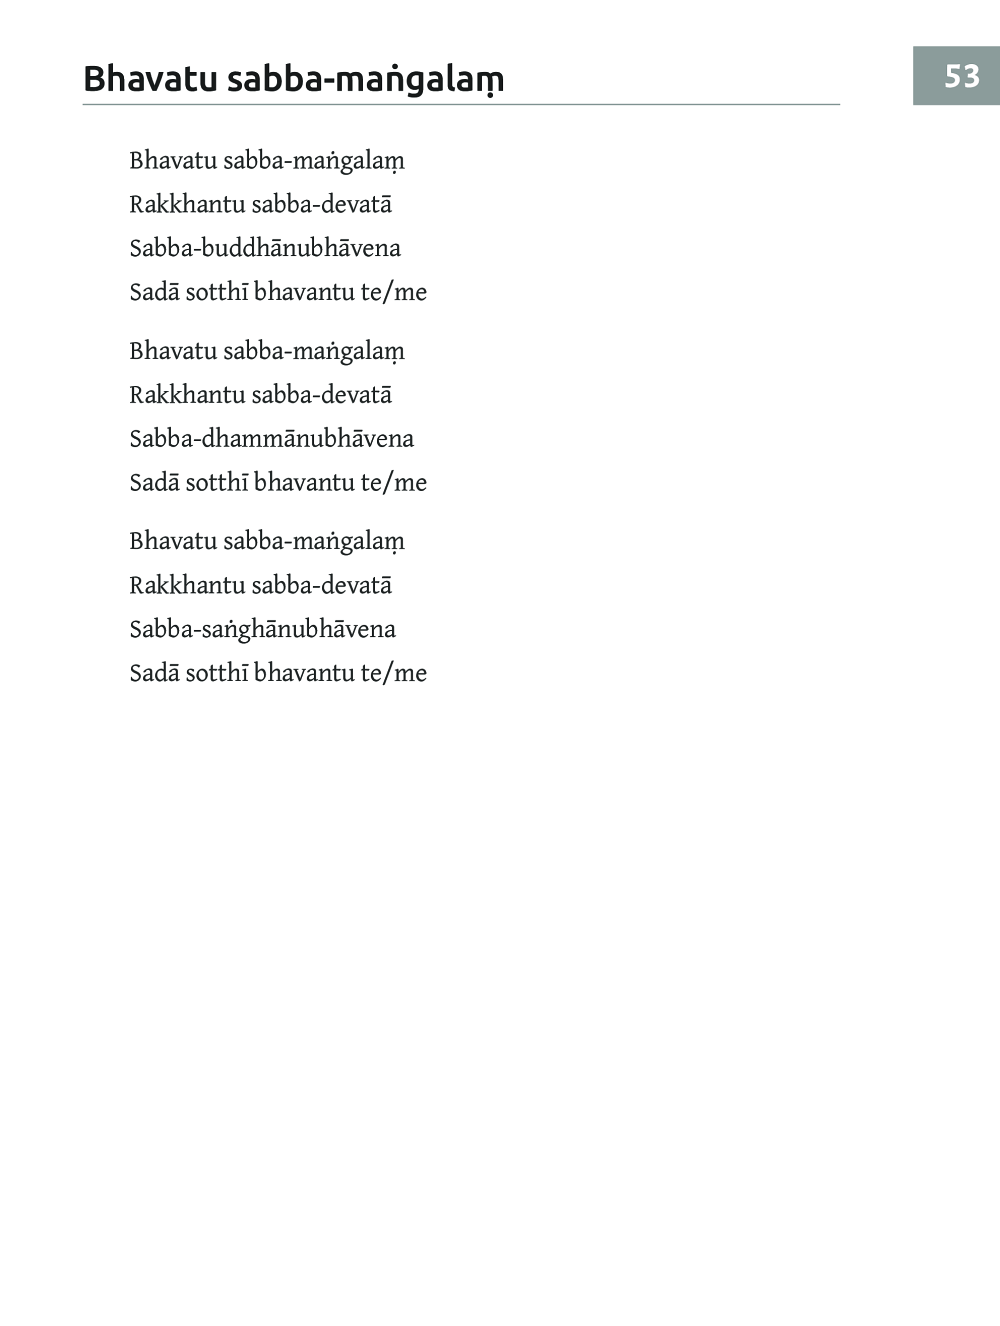 Bhavatu sabba-maṅgalaṃ
53
Bhavatu sabba-maṅgalaṃ
Rakkhantu sabba-devatā
Sabba-buddhānubhāvena
Sadā sotthī bhavantu te/me
Bhavatu sabba-maṅgalaṃ
Rakkhantu sabba-devatā
Sabba-dhammānubhāvena
Sadā sotthī bhavantu te/me
Bhavatu sabba-maṅgalaṃ
Rakkhantu sabba-devatā
Sabba-saṅghānubhāvena
Sadā sotthī bhavantu te/me